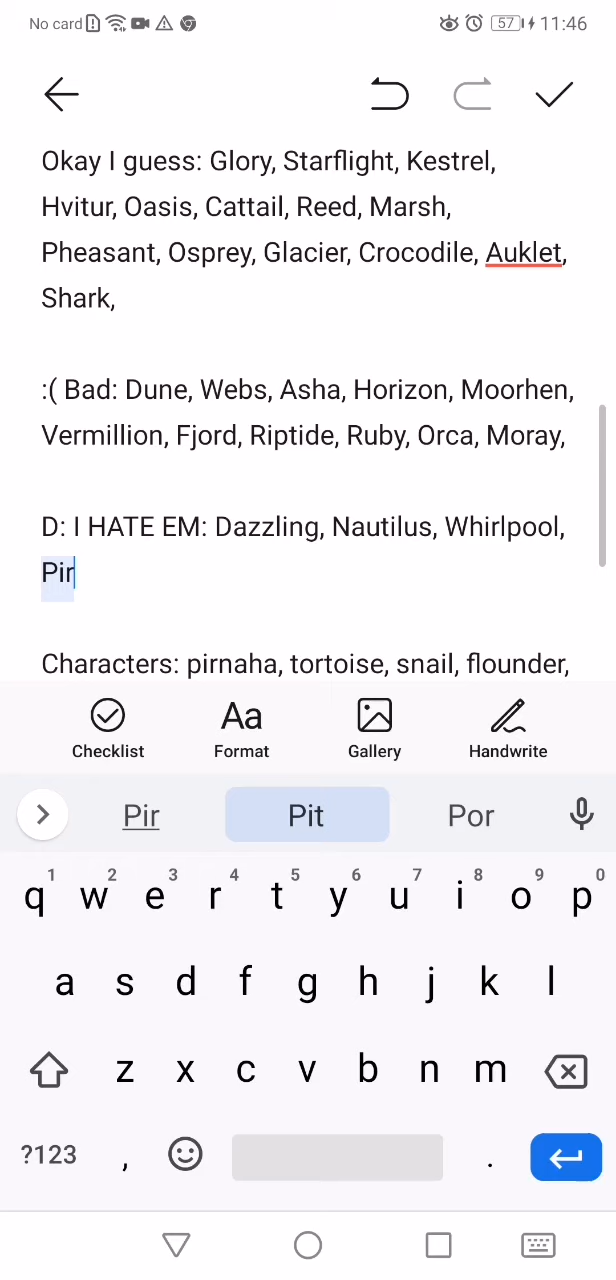 No card 57 11:46
Okay I guess: Glory, Starflight, Kestrel,
Hvitur, Oasis, Cattail, Reed, Marsh,
Pheasant, Osprey, Glacier, Crocodile, Auklet,
Shark,
:( Bad: Dune, Webs, Asha, Horizon, Moorhen,
Vermillion, Fjord, Riptide, Ruby, Orca, Moray,
D: I HATE EM: Dazzling, Nautilus, Whirlpool,
Pir
Characters: pirnaha, tortoise, snail, flounder,
Checklist Aa Format Gallery Handwrite
Pir Pit Por
1 2 3 4 5 6 7 8 9 0
q w e r t y u i o p
a s d f g h j k l
z x c v b n m
?123 , .